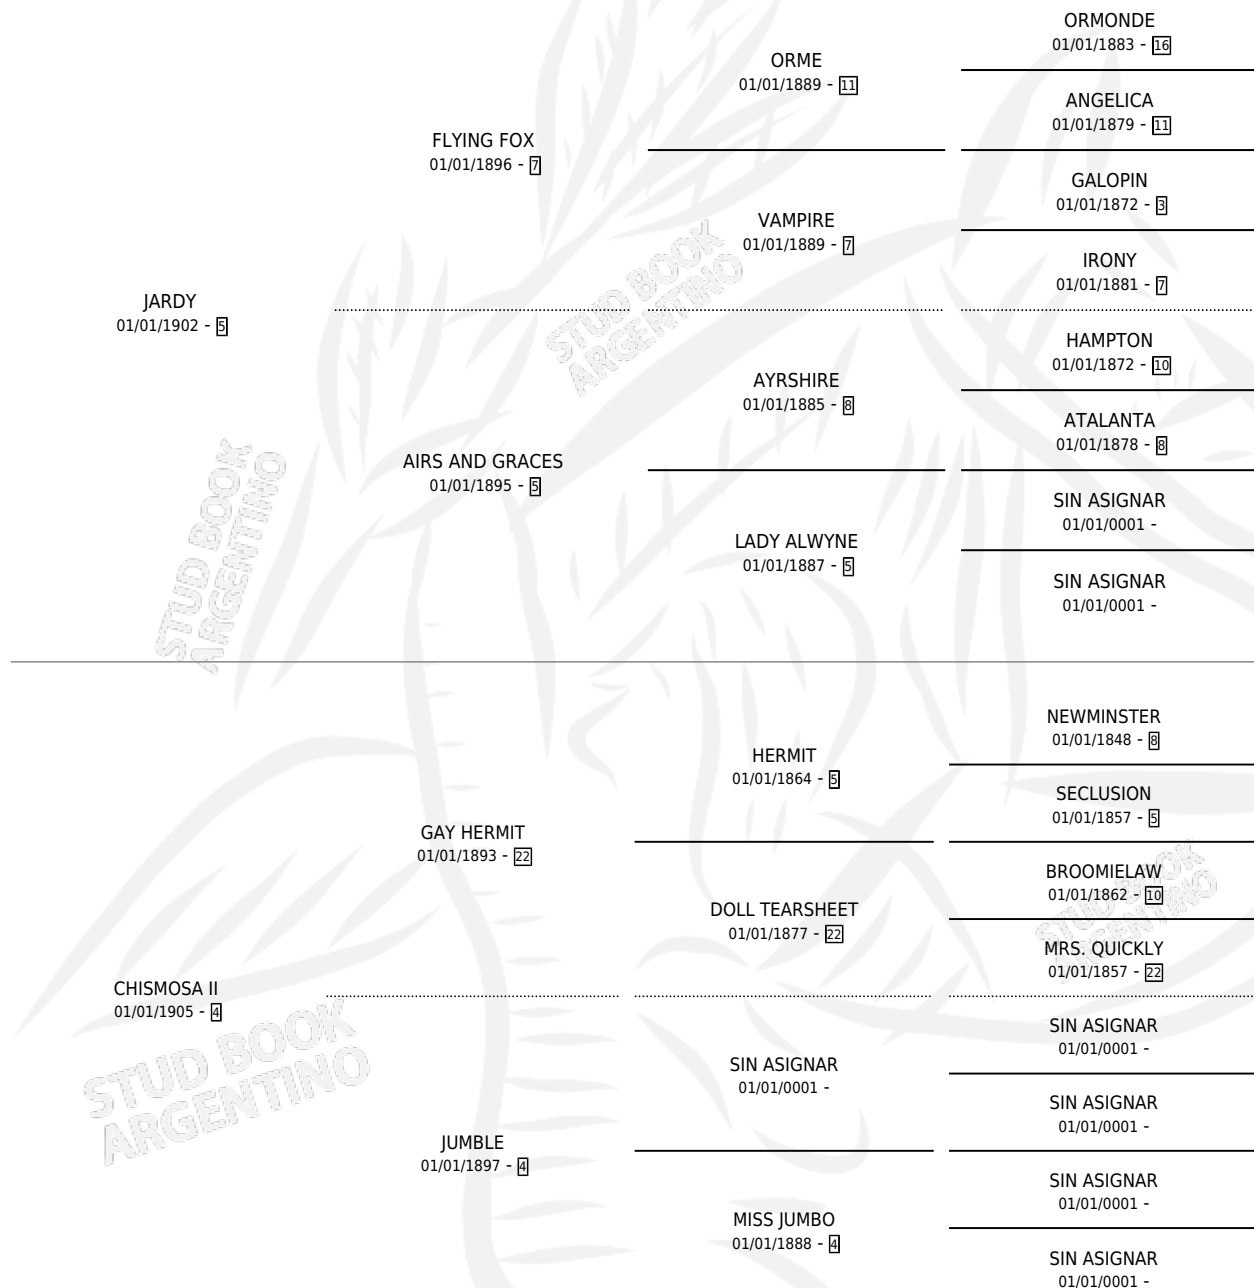 JARDY
01/01/1902 - 5
FLYING FOX
01/01/1896 - 7
ORME
01/01/1889 - 11
ORMONDE
01/01/1883 - 16
ANGELICA
01/01/1879 - 11
VAMPIRE
01/01/1889 - 7
GALOPIN
01/01/1872 - 3
IRONY
01/01/1881 - 7
AIRS AND GRACES
01/01/1895 - 5
AYRSHIRE
01/01/1885 - 8
HAMPTON
01/01/1872 - 10
ATALANTA
01/01/1878 - 8
LADY ALWYNE
01/01/1887 - 5
SIN ASIGNAR
01/01/0001 -
SIN ASIGNAR
01/01/0001 -
CHISMOSA II
01/01/1905 - 4
GAY HERMIT
01/01/1893 - 22
HERMIT
01/01/1864 - 5
NEWMINSTER
01/01/1848 - 8
SECLUSION
01/01/1857 - 5
DOLL TEARSHEET
01/01/1877 - 22
BROOMIELAW
01/01/1862 - 10
MRS. QUICKLY
01/01/1857 - 22
JUMBLE
01/01/1897 - 4
SIN ASIGNAR
01/01/0001 -
SIN ASIGNAR
01/01/0001 -
SIN ASIGNAR
01/01/0001 -
MISS JUMBO
01/01/1888 - 4
SIN ASIGNAR
01/01/0001 -
SIN ASIGNAR
01/01/0001 -
STUD BOOK
ARGENTINO
STUD BOOK
ARGENTINO
STUD BOOK
ARGENTINO
STUD BOOK
ARGENTINO